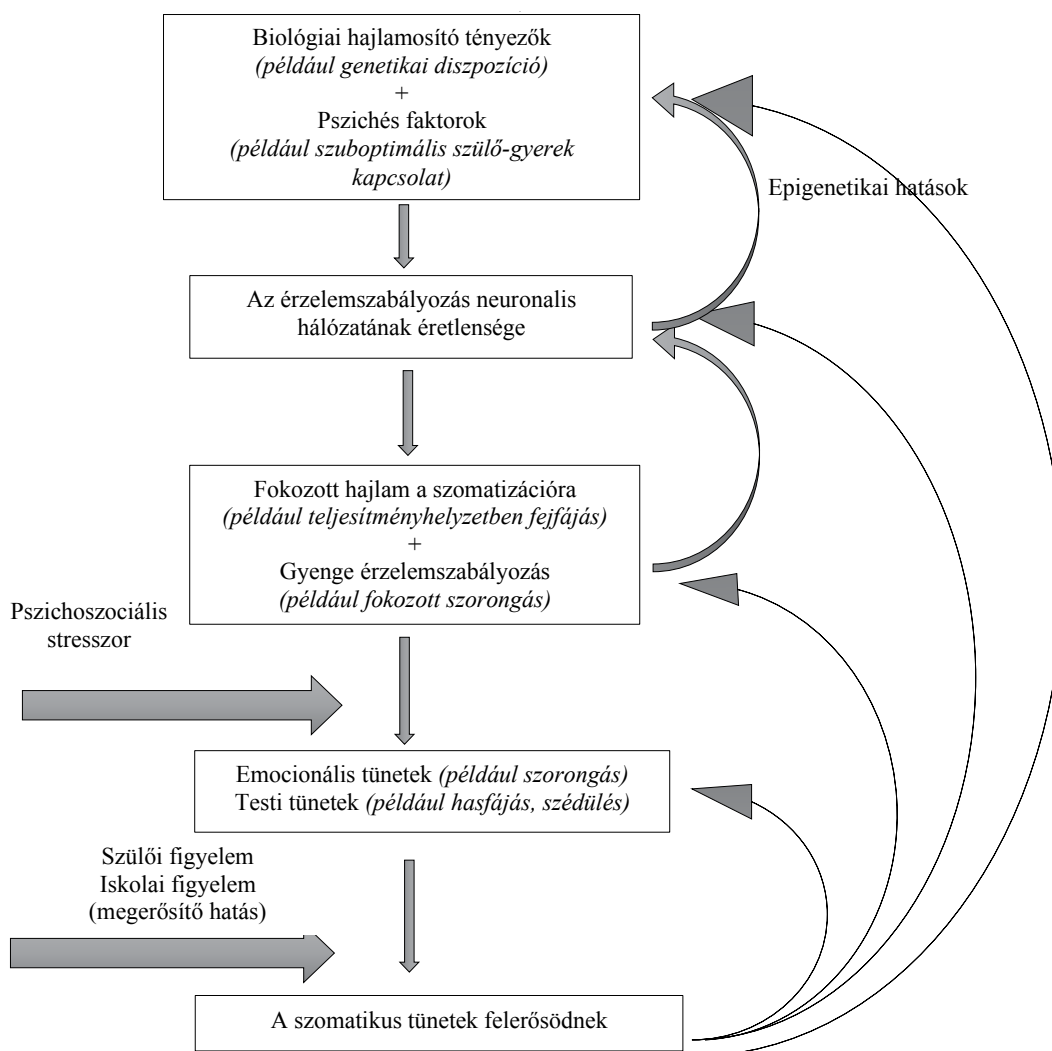 Biológiai hajlamosító tényezők
(például genetikai diszpozíció)
+
Pszichés faktorok
(például szuboptimális szülő-gyerek
kapcsolat)
Epigenetikai hatások
Az érzelemszabályozás neuronalis
hálózatának éretlensége
Fokozott hajlam a szomatizációra
(például teljesítményhelyzetben fejfájás)
+
Gyenge érzelemszabályozás
(például fokozott szorongás)
Pszichoszociális
stresszor
Emocionális tünetek (például szorongás)
Testi tünetek (például hasfájás, szédülés)
Szülői figyelem
Iskolai figyelem
(megerősítő hatás)
A szomatikus tünetek felerősödnek